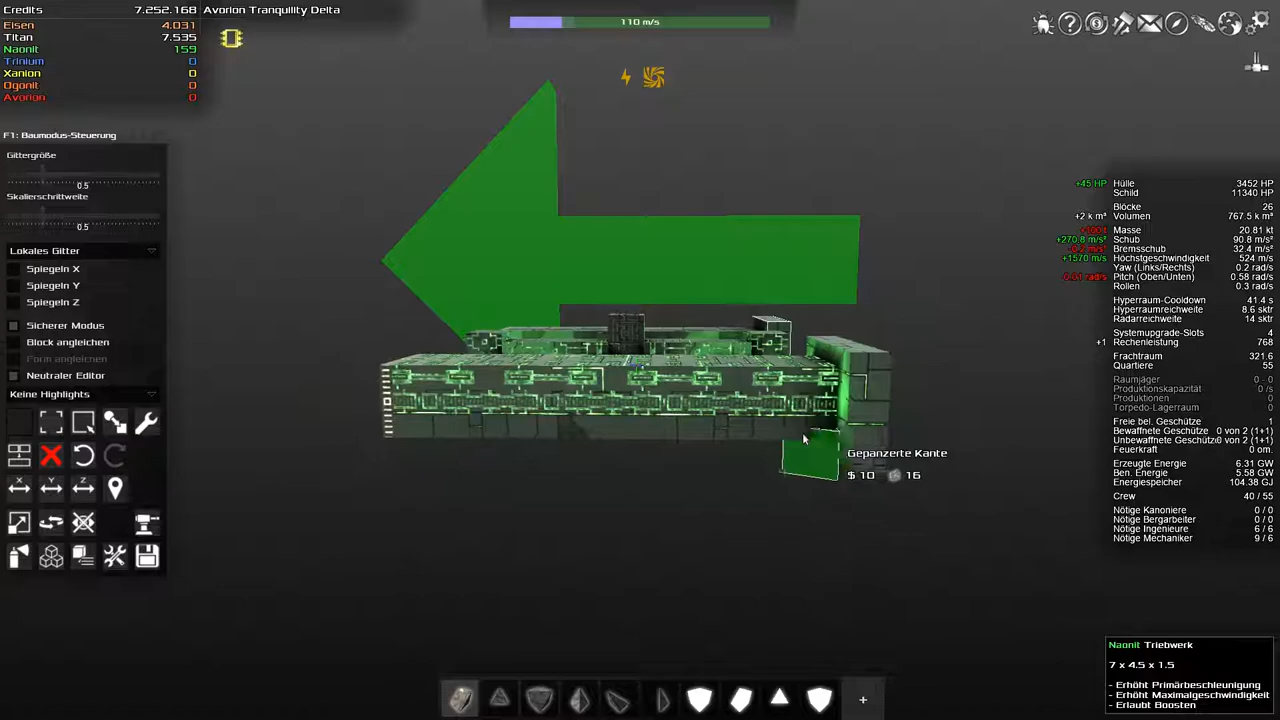 Credits 7.252.168
Avorion Tranquility Delta
Eisen 4.031
Titan 7.535
Naonit 159
Trinium 0
Xanion 0
Ogonit 0
Avorion 0
110 m/s
F1: Baumodus-Steuerung
Gittergröße
0.5
Skalierschrittweite
0.5
Lokales Gitter
Spiegeln X
Spiegeln Y
Spiegeln Z
Sicherer Modus
Block angleichen
Form angleichen
Neutraler Editor
Keine Highlights
X Y Z
Gepanzerte Kante
$ 10 16
+45 HP Hülle 3452 HP
Schild 11340 HP
Blöcke 26
+2 k m³ Volumen 767.5 k m³
Masse 20.81 kt
+270.8 m/s² Schub 90.8 m/s²
-0.2 m/s² Bremsschub 32.4 m/s²
+1570 m/s Höchstgeschwindigkeit 524 m/s
Yaw (Links/Rechts) 0.2 rad/s
-0.01 rad/s Pitch (Oben/Unten) 0.58 rad/s
Rollen 0.3 rad/s
Hyperraum-Cooldown 41.4 s
Hyperraumreichweite 8.6 sktr
Radarreichweite 14 sktr
Systemupgrade-Slots 4
+1 Rechenleistung 768
Frachtraum 321.6
Quartiere 55
Raumjäger 0 - 0
Produktionskapazität 0 /s
Produktionen 0 - 0
Torpedo-Lagerraum 0
Freie bel. Geschütze 1
Bewaffnete Geschütze 0 von 2 (1+1)
Unbewaffnete Geschütze 0 von 2 (1+1)
Feuerkraft 0 om.
Erzeugte Energie 6.31 GW
Ben. Energie 5.58 GW
Energiespeicher 104.38 GJ
Crew 40 / 55
Nötige Kanoniere 0 / 0
Nötige Bergarbeiter 0 / 0
Nötige Ingenieure 6 / 6
Nötige Mechaniker 9 / 6
Naonit Triebwerk
7 x 4.5 x 1.5
- Erhöht Primärbeschleunigung
- Erhöht Maximalgeschwindigkeit
- Erlaubt Boosten